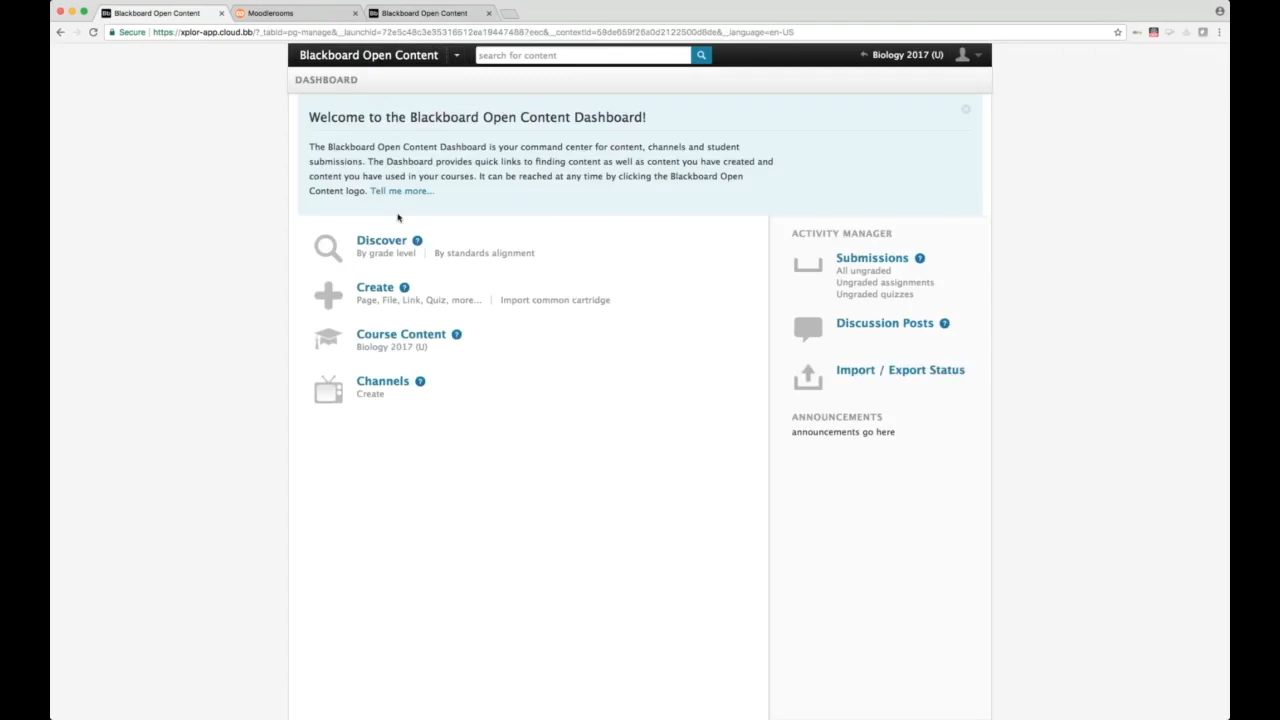 Blackboard Open Content
Moodlerooms
Blackboard Open Content
Secure
Blackboard Open Content
search for content
Biology 2017 (U)
DASHBOARD
Welcome to the Blackboard Open Content Dashboard!
The Blackboard Open Content Dashboard is your command center for content, channels and student
submissions. The Dashboard provides quick links to finding content as well as content you have created and
content you have used in your courses. It can be reached at any time by clicking the Blackboard Open
Content logo. Tell me more...
Discover ?
By grade level | By standards alignment
Create ?
Page, File, Link, Quiz, more... | Import common cartridge
Course Content ?
Biology 2017 (U)
Channels ?
Create
ACTIVITY MANAGER
Submissions ?
All ungraded
Ungraded assignments
Ungraded quizzes
Discussion Posts ?
Import / Export Status
ANNOUNCEMENTS
announcements go here